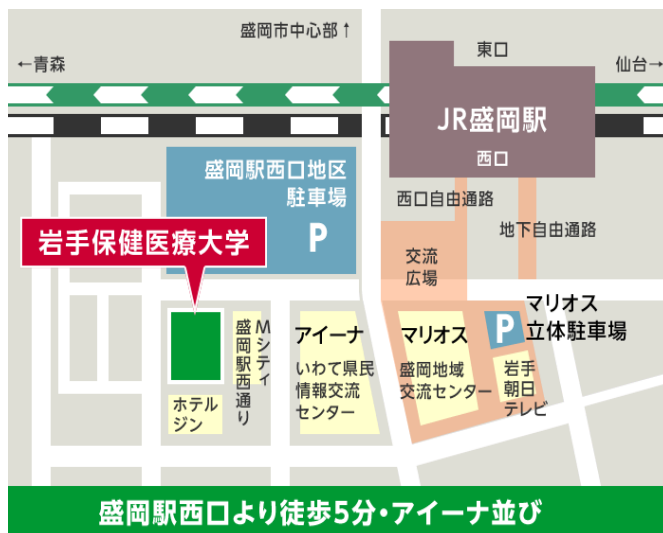 盛岡市中心部↑
←青森
東口
仙台→
JR盛岡駅
西口
盛岡駅西口地区
駐車場
P
西口自由通路
地下自由通路
岩手保健医療大学
交流
広場
マリオス
立体駐車場
P
Mシティ
盛岡駅西通り
アイーナ
いわて県民
情報交流
センター
マリオス
盛岡地域
交流センター
岩手
朝日
テレビ
ホテル
ジン
盛岡駅西口より徒歩5分・アイーナ並び